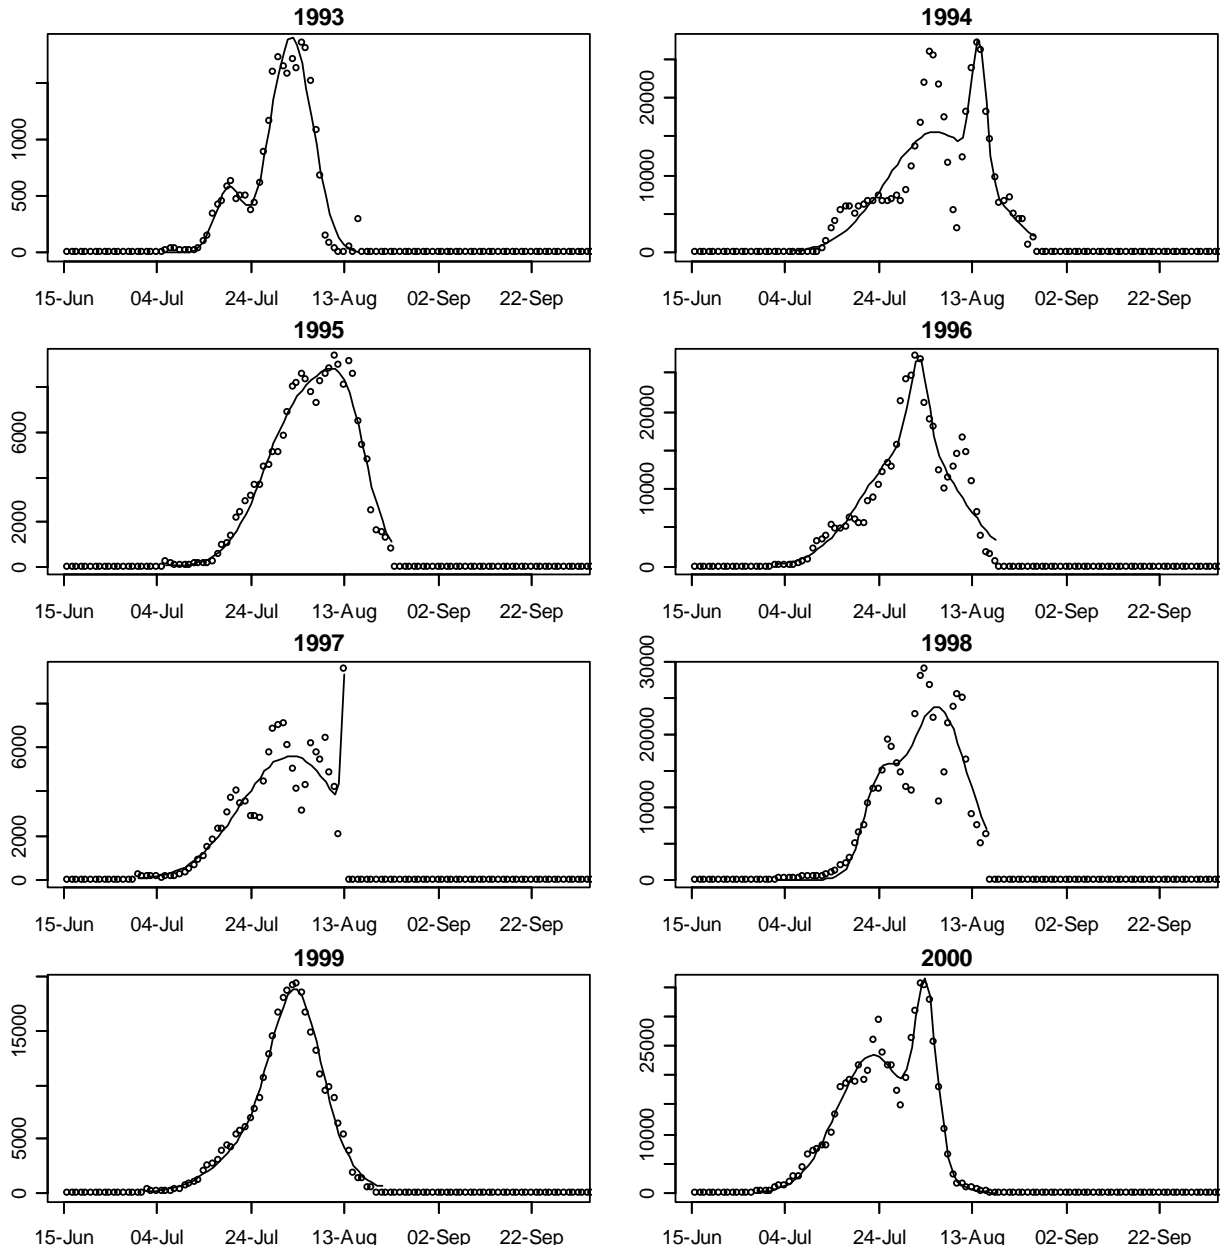 1993
0 500 1000
15-Jun 04-Jul 24-Jul 13-Aug 02-Sep 22-Sep
1994
0 10000 20000
15-Jun 04-Jul 24-Jul 13-Aug 02-Sep 22-Sep
1995
0 2000 6000
15-Jun 04-Jul 24-Jul 13-Aug 02-Sep 22-Sep
1996
0 10000 20000
15-Jun 04-Jul 24-Jul 13-Aug 02-Sep 22-Sep
1997
0 2000 6000
15-Jun 04-Jul 24-Jul 13-Aug 02-Sep 22-Sep
1998
0 10000 20000 30000
15-Jun 04-Jul 24-Jul 13-Aug 02-Sep 22-Sep
1999
0 5000 15000
15-Jun 04-Jul 24-Jul 13-Aug 02-Sep 22-Sep
2000
0 10000 25000
15-Jun 04-Jul 24-Jul 13-Aug 02-Sep 22-Sep